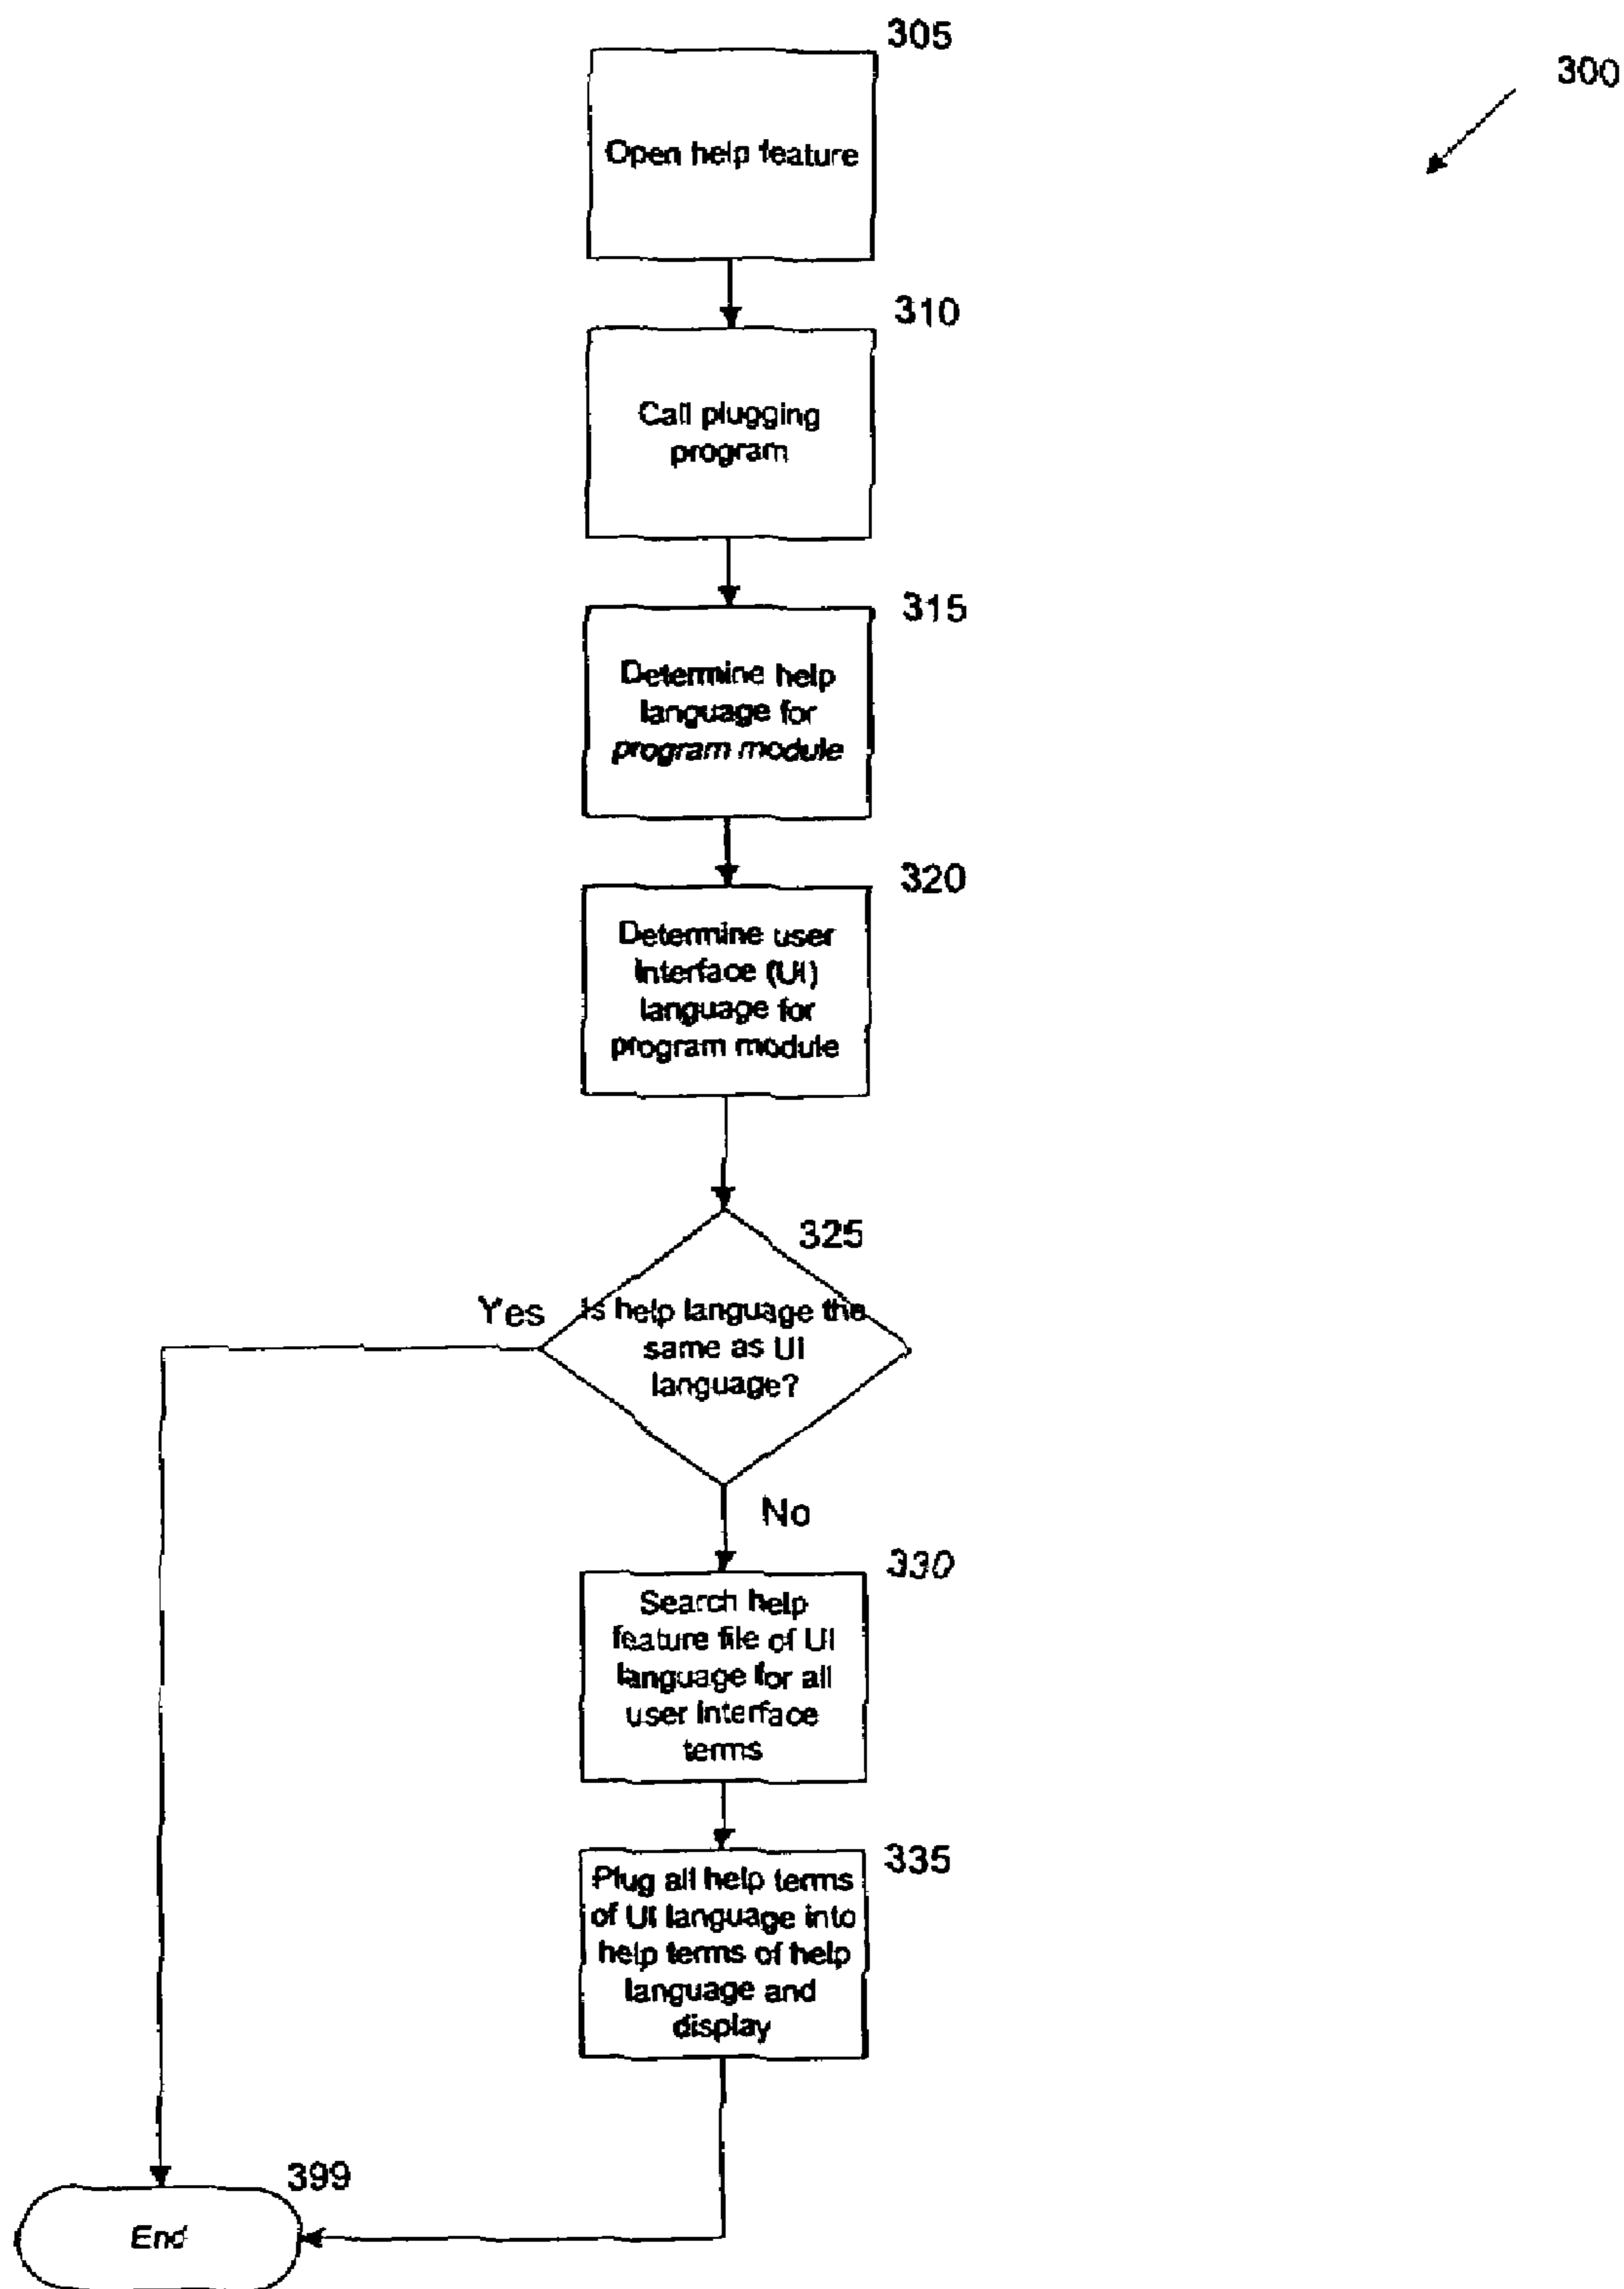 305
300
Open help feature
310
Call plugging
program
315
Determine help
language for
program module
320
Determine user
interface (UI)
language for
program module
325
Yes
Is help language the
same as UI
language?
No
330
Search help
feature file of UI
language for all
user interface
terms
335
Plug all help terms
of UI language into
help terms of help
language and
display
399
End